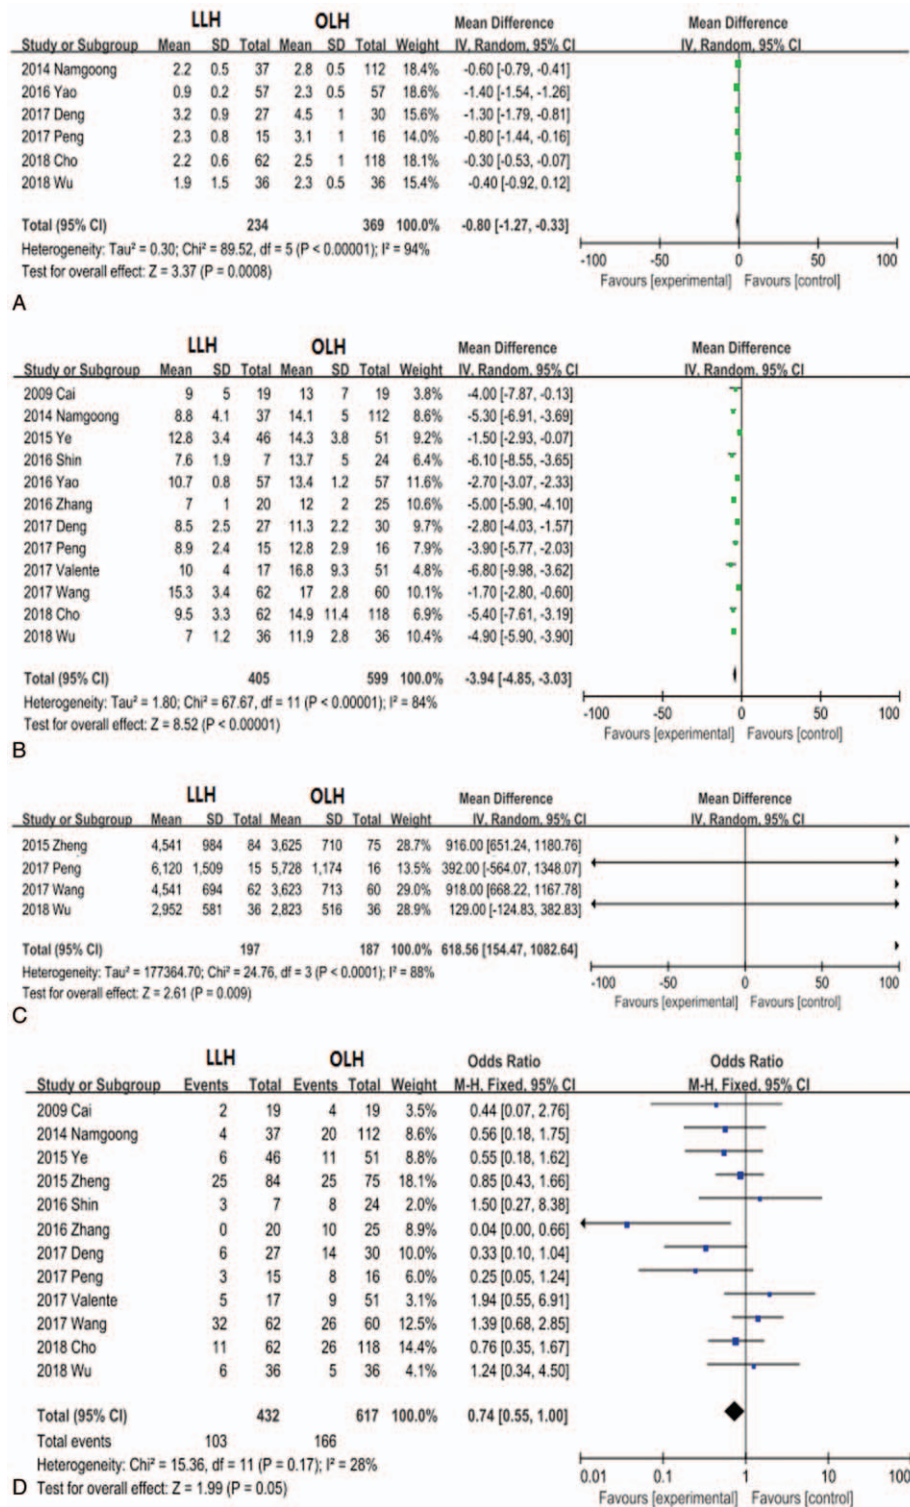 LLH OLH Mean Difference Mean Difference
Study or Subgroup Mean SD Total Mean SD Total Weight IV, Random, 95% CI IV, Random, 95% CI
2014 Namgoong 2.2 0.5 37 2.8 0.5 112 18.4% -0.60 [-0.79, -0.41]
2016 Yao 0.9 0.2 57 2.3 0.5 57 18.6% -1.40 [-1.54, -1.26]
2017 Deng 3.2 0.9 27 4.5 1 30 15.6% -1.30 [-1.79, -0.81]
2017 Peng 2.3 0.8 15 3.1 1 16 14.0% -0.80 [-1.44, -0.16]
2018 Cho 2.2 0.6 62 2.5 1 118 18.1% -0.30 [-0.53, -0.07]
2018 Wu 1.9 1.5 36 2.3 0.5 36 15.4% -0.40 [-0.92, 0.12]
Total (95% CI) 234 369 100.0% -0.80 [-1.27, -0.33]
Heterogeneity: Tau² = 0.30; Chi² = 89.52, df = 5 (P < 0.00001); I² = 94%
Test for overall effect: Z = 3.37 (P = 0.0008)
-100 -50 0 50 100
Favours [experimental] Favours [control]
A
LLH OLH Mean Difference Mean Difference
Study or Subgroup Mean SD Total Mean SD Total Weight IV, Random, 95% CI IV, Random, 95% CI
2009 Cai 9 5 19 13 7 19 3.8% -4.00 [-7.87, -0.13]
2014 Namgoong 8.8 4.1 37 14.1 5 112 8.6% -5.30 [-6.91, -3.69]
2015 Ye 12.8 3.4 46 14.3 3.8 51 9.2% -1.50 [-2.93, -0.07]
2016 Shin 7.6 1.9 7 13.7 5 24 6.4% -6.10 [-8.55, -3.65]
2016 Yao 10.7 0.8 57 13.4 1.2 57 11.6% -2.70 [-3.07, -2.33]
2016 Zhang 7 1 20 12 2 25 10.6% -5.00 [-5.90, -4.10]
2017 Deng 8.5 2.5 27 11.3 2.2 30 9.7% -2.80 [-4.03, -1.57]
2017 Peng 8.9 2.4 15 12.8 2.9 16 7.9% -3.90 [-5.77, -2.03]
2017 Valente 10 4 17 16.8 9.3 51 4.8% -6.80 [-9.98, -3.62]
2017 Wang 15.3 3.4 62 17 2.8 60 10.1% -1.70 [-2.80, -0.60]
2018 Cho 9.5 3.3 62 14.9 11.4 118 6.9% -5.40 [-7.61, -3.19]
2018 Wu 7 1.2 36 11.9 2.8 36 10.4% -4.90 [-5.90, -3.90]
Total (95% CI) 405 599 100.0% -3.94 [-4.85, -3.03]
Heterogeneity: Tau² = 1.80; Chi² = 67.67, df = 11 (P < 0.00001); I² = 84%
Test for overall effect: Z = 8.52 (P < 0.00001)
-100 -50 0 50 100
Favours [experimental] Favours [control]
B
LLH OLH Mean Difference Mean Difference
Study or Subgroup Mean SD Total Mean SD Total Weight IV, Random, 95% CI IV, Random, 95% CI
2015 Zheng 4,541 984 84 3,625 710 75 28.7% 916.00 [651.24, 1180.76]
2017 Peng 6,120 1,509 15 5,728 1,174 16 13.5% 392.00 [-564.07, 1348.07]
2017 Wang 4,541 694 62 3,623 713 60 29.0% 918.00 [668.22, 1167.78]
2018 Wu 2,952 581 36 2,823 516 36 28.9% 129.00 [-124.83, 382.83]
Total (95% CI) 197 187 100.0% 618.56 [154.47, 1082.64]
Heterogeneity: Tau² = 177364.70; Chi² = 24.76, df = 3 (P < 0.0001); I² = 88%
Test for overall effect: Z = 2.61 (P = 0.009)
-100 -50 0 50 100
Favours [experimental] Favours [control]
C
LLH OLH Odds Ratio Odds Ratio
Study or Subgroup Events Total Events Total Weight M-H, Fixed, 95% CI M-H, Fixed, 95% CI
2009 Cai 2 19 4 19 3.5% 0.44 [0.07, 2.76]
2014 Namgoong 4 37 20 112 8.6% 0.56 [0.18, 1.75]
2015 Ye 6 46 11 51 8.8% 0.55 [0.18, 1.62]
2015 Zheng 25 84 25 75 18.1% 0.85 [0.43, 1.66]
2016 Shin 3 7 8 24 2.0% 1.50 [0.27, 8.38]
2016 Zhang 0 20 10 25 8.9% 0.04 [0.00, 0.66]
2017 Deng 6 27 14 30 10.0% 0.33 [0.10, 1.04]
2017 Peng 3 15 8 16 6.0% 0.25 [0.05, 1.24]
2017 Valente 5 17 9 51 3.1% 1.94 [0.55, 6.91]
2017 Wang 32 62 26 60 12.5% 1.39 [0.68, 2.85]
2018 Cho 11 62 26 118 14.4% 0.76 [0.35, 1.67]
2018 Wu 6 36 5 36 4.1% 1.24 [0.34, 4.50]
Total (95% CI) 432 617 100.0% 0.74 [0.55, 1.00]
Total events 103 166
Heterogeneity: Chi² = 15.36, df = 11 (P = 0.17); I² = 28%
Test for overall effect: Z = 1.99 (P = 0.05)
0.01 0.1 1 10 100
Favours [experimental] Favours [control]
D